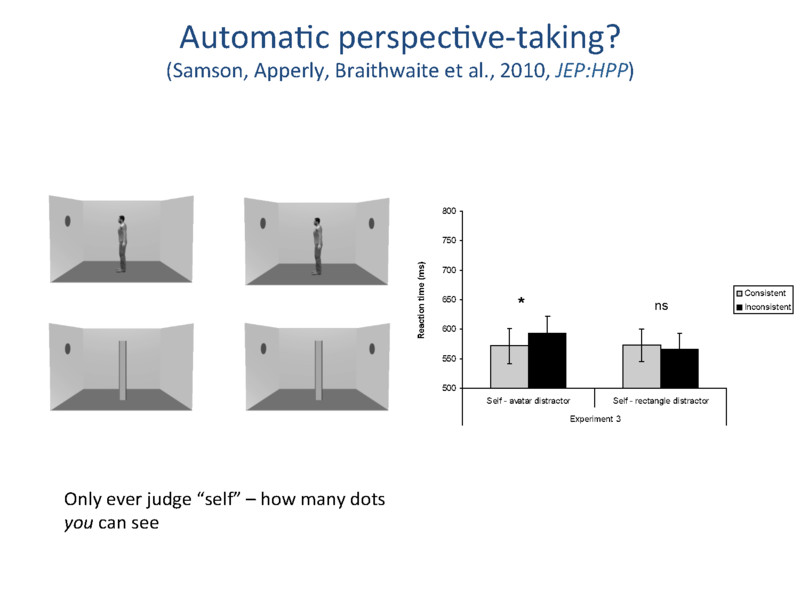 Automatic perspective-taking?
(Samson, Apperly, Braithwaite et al., 2010, JEP:HPP)
800
750
700
650
600
550
500
Reaction time (ms)
*
ns
Consistent
Inconsistent
Self - avatar distractor
Self - rectangle distractor
Experiment 3
Only ever judge “self” – how many dots
you can see